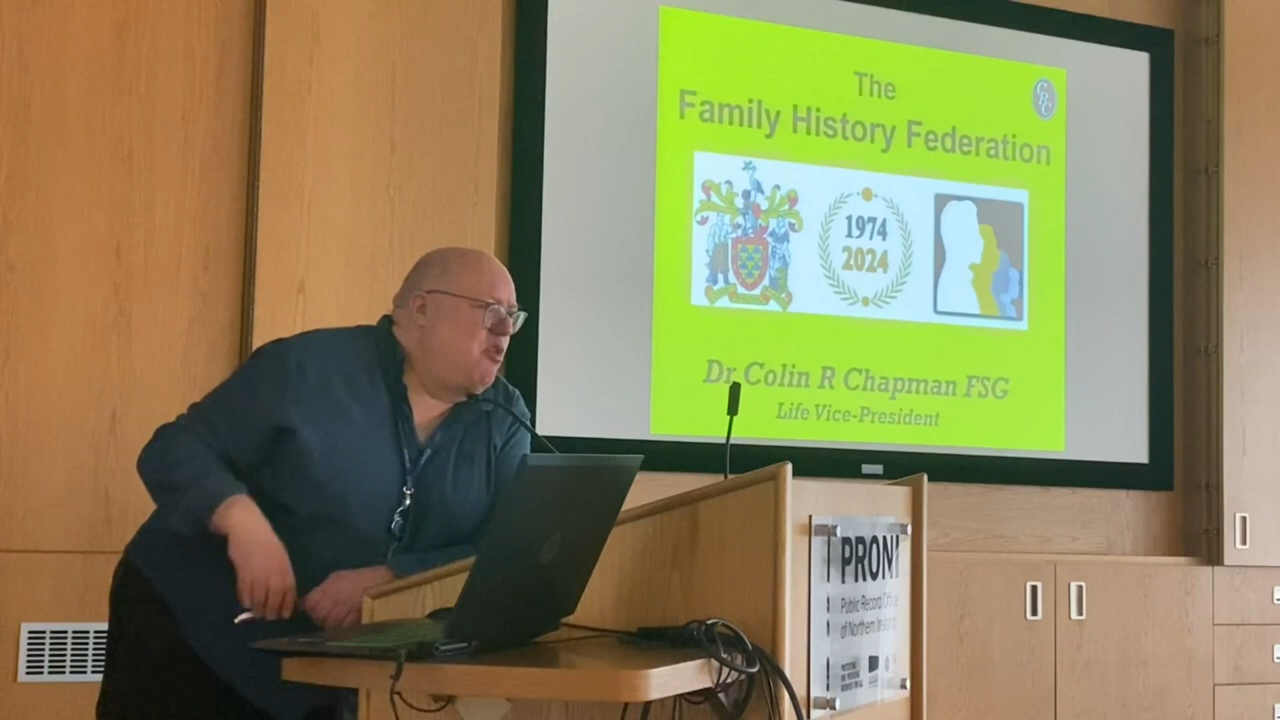 The
CRC
Family History Federation
1974
2024
Dr Colin R Chapman FSG
Life Vice-President
PRONI
Public Record Office
of Northern Ireland